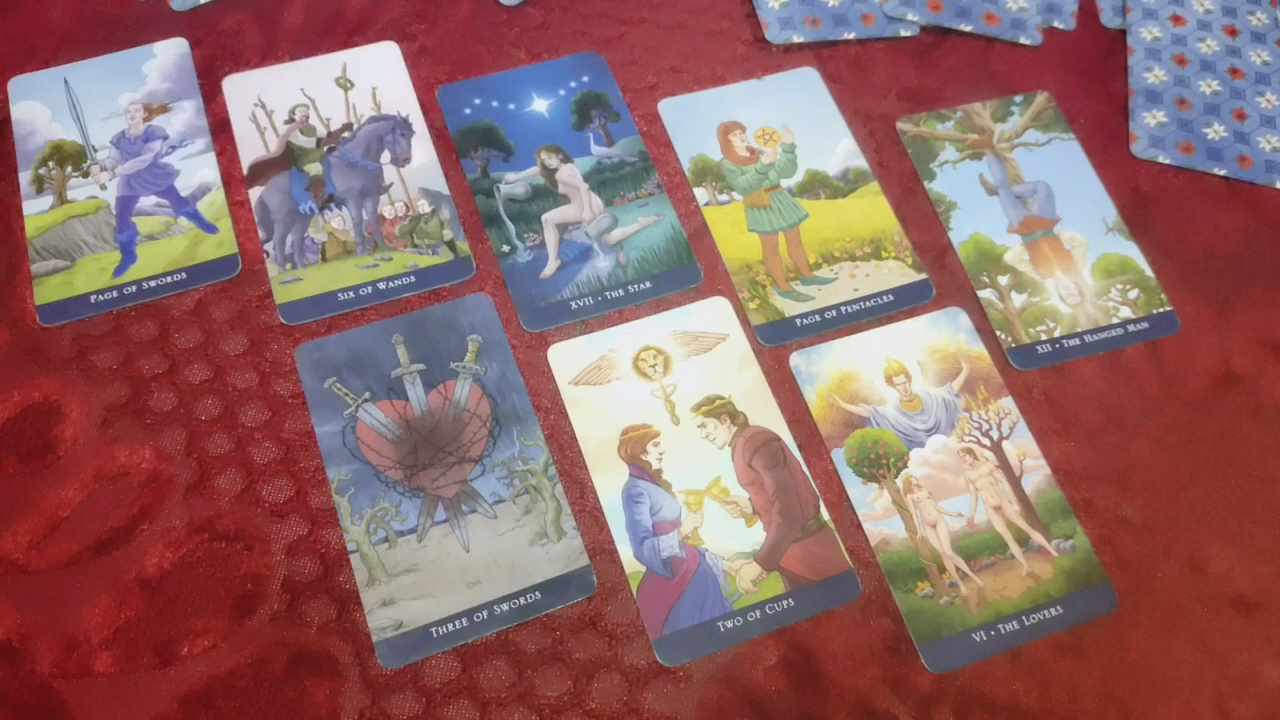 PAGE OF SWORDS
SIX OF WANDS
XVII • THE STAR
PAGE OF PENTACLES
XII • THE HANGED MAN
THREE OF SWORDS
TWO OF CUPS
VI • THE LOVERS